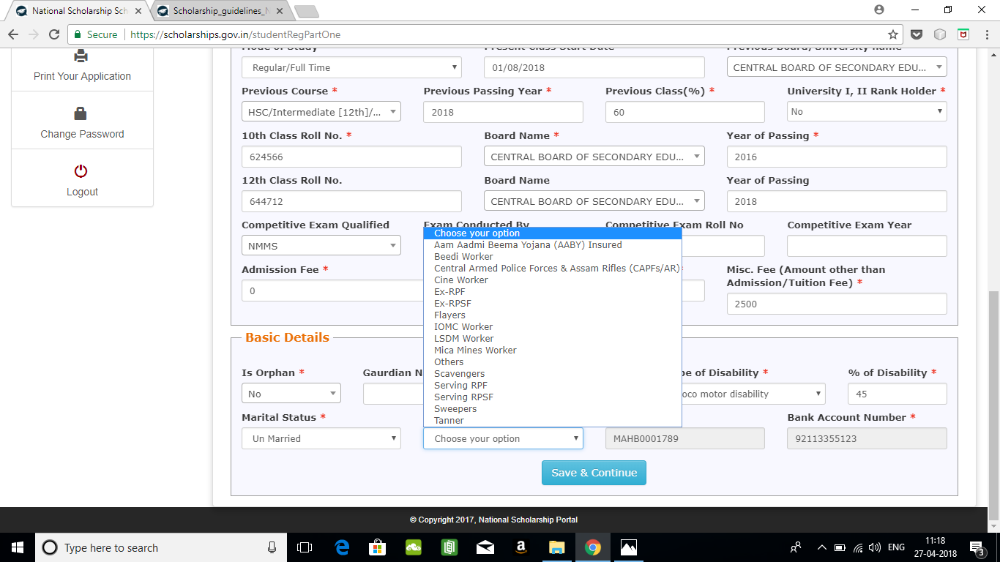 National Scholarship Sch
Scholarship_guidelines_
Secure
https://scholarships.gov.in/studentRegPartOne
Print Your Application
Change Password
Logout
Mode of Study
Present Class Start Date
Previous Board/University name
Regular/Full Time
01/08/2018
CENTRAL BOARD OF SECONDARY EDU...
Previous Course *
Previous Passing Year *
Previous Class(%) *
University I, II Rank Holder *
HSC/Intermediate [12th]/...
2018
60
No
10th Class Roll No. *
Board Name *
Year of Passing *
624566
CENTRAL BOARD OF SECONDARY EDU...
2016
12th Class Roll No.
Board Name
Year of Passing
644712
CENTRAL BOARD OF SECONDARY EDU...
2018
Competitive Exam Qualified
Exam Conducted By
Competitive Exam Roll No
Competitive Exam Year
NMMS
Admission Fee *
*
Misc. Fee (Amount other than
Admission/Tuition Fee) *
0
2500
Choose your option
Aam Aadmi Beema Yojana (AABY) Insured
Beedi Worker
Central Armed Police Forces & Assam Rifles (CAPFs/AR)
Cine Worker
Ex-RPF
Ex-RPSF
Flayers
IOMC Worker
LSDM Worker
Mica Mines Worker
Others
Scavengers
Serving RPF
Serving RPSF
Sweepers
Tanner
Basic Details
Is Orphan *
Gaurdian N
pe of Disability *
% of Disability *
No
oco motor disability
45
Marital Status *
Bank Account Number *
Un Married
Choose your option
MAHB0001789
92113355123
Save & Continue
© Copyright 2017, National Scholarship Portal
Type here to search
ENG
11:18
27-04-2018
3